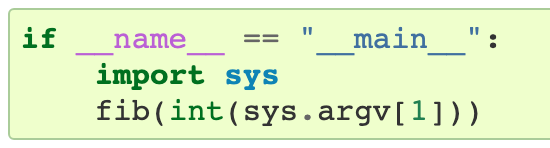 if __name__ == "__main__":
    import sys
    fib(int(sys.argv[1]))